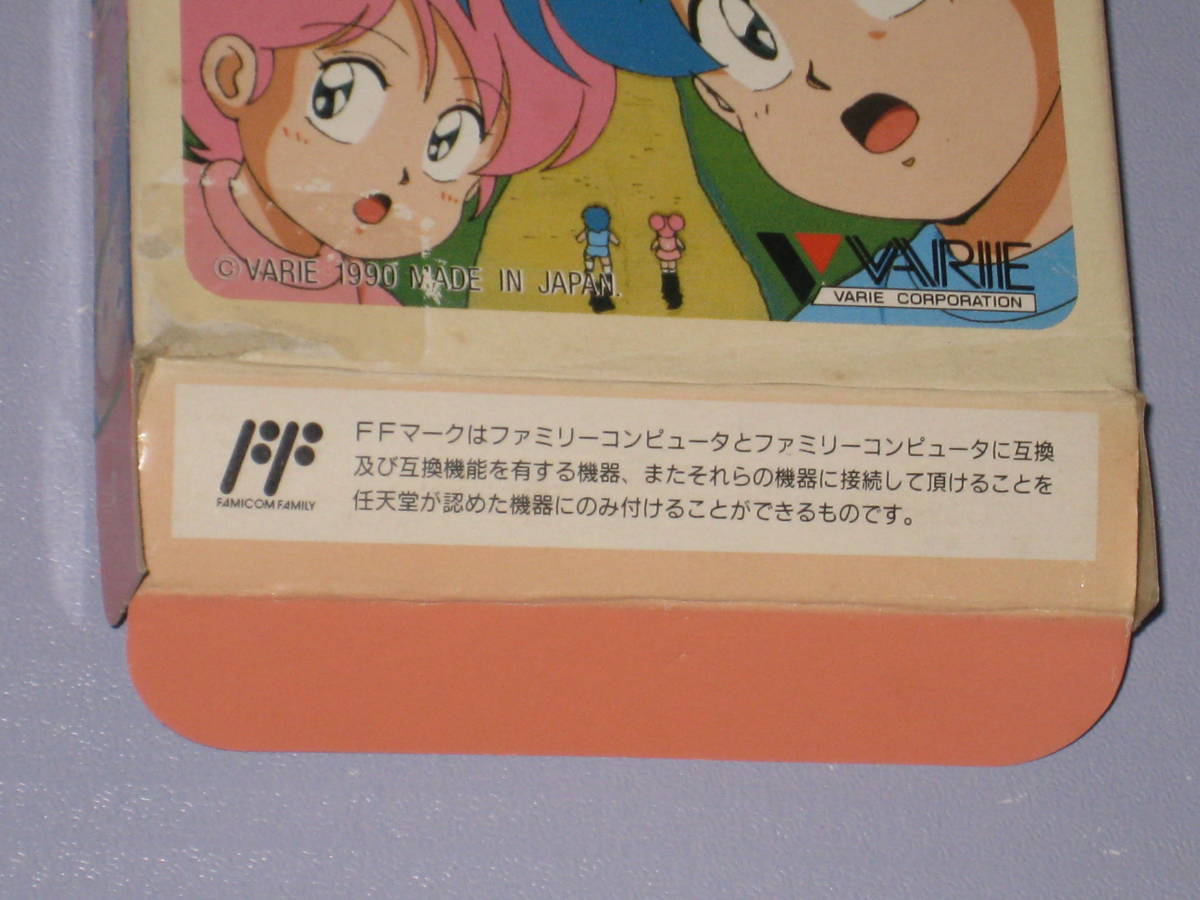 © VARIE 1990 MADE IN JAPAN.
VARIE
VARIE CORPORATION
FF
FAMICOM FAMILY
FFマークはファミリーコンピュータとファミリーコンピュータに互換
及び互換機能を有する機器、またそれらの機器に接続して頂けることを
任天堂が認めた機器にのみ付けることができるものです。